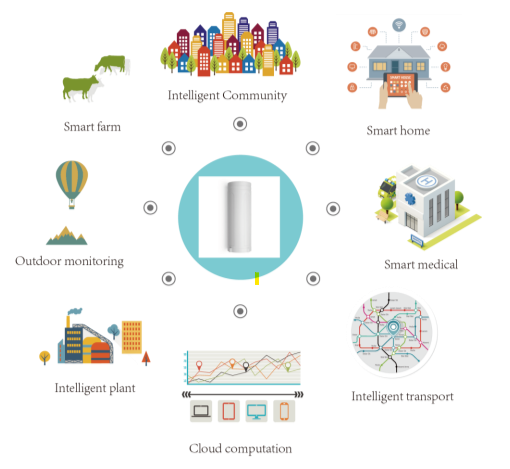 Intelligent Community
Smart farm
Smart home
Outdoor monitoring
Smart medical
Intelligent plant
Intelligent transport
Cloud computation